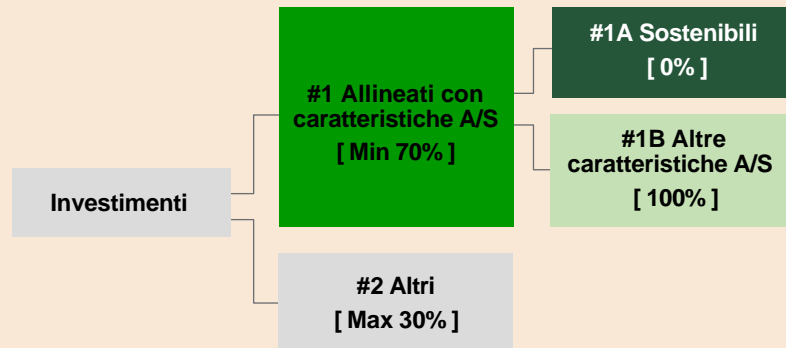 Investimenti
#1 Allineati con
caratteristiche A/S
[ Min 70% ]
#2 Altri
[ Max 30% ]
#1A Sostenibili
[ 0% ]
#1B Altre
caratteristiche A/S
[ 100% ]